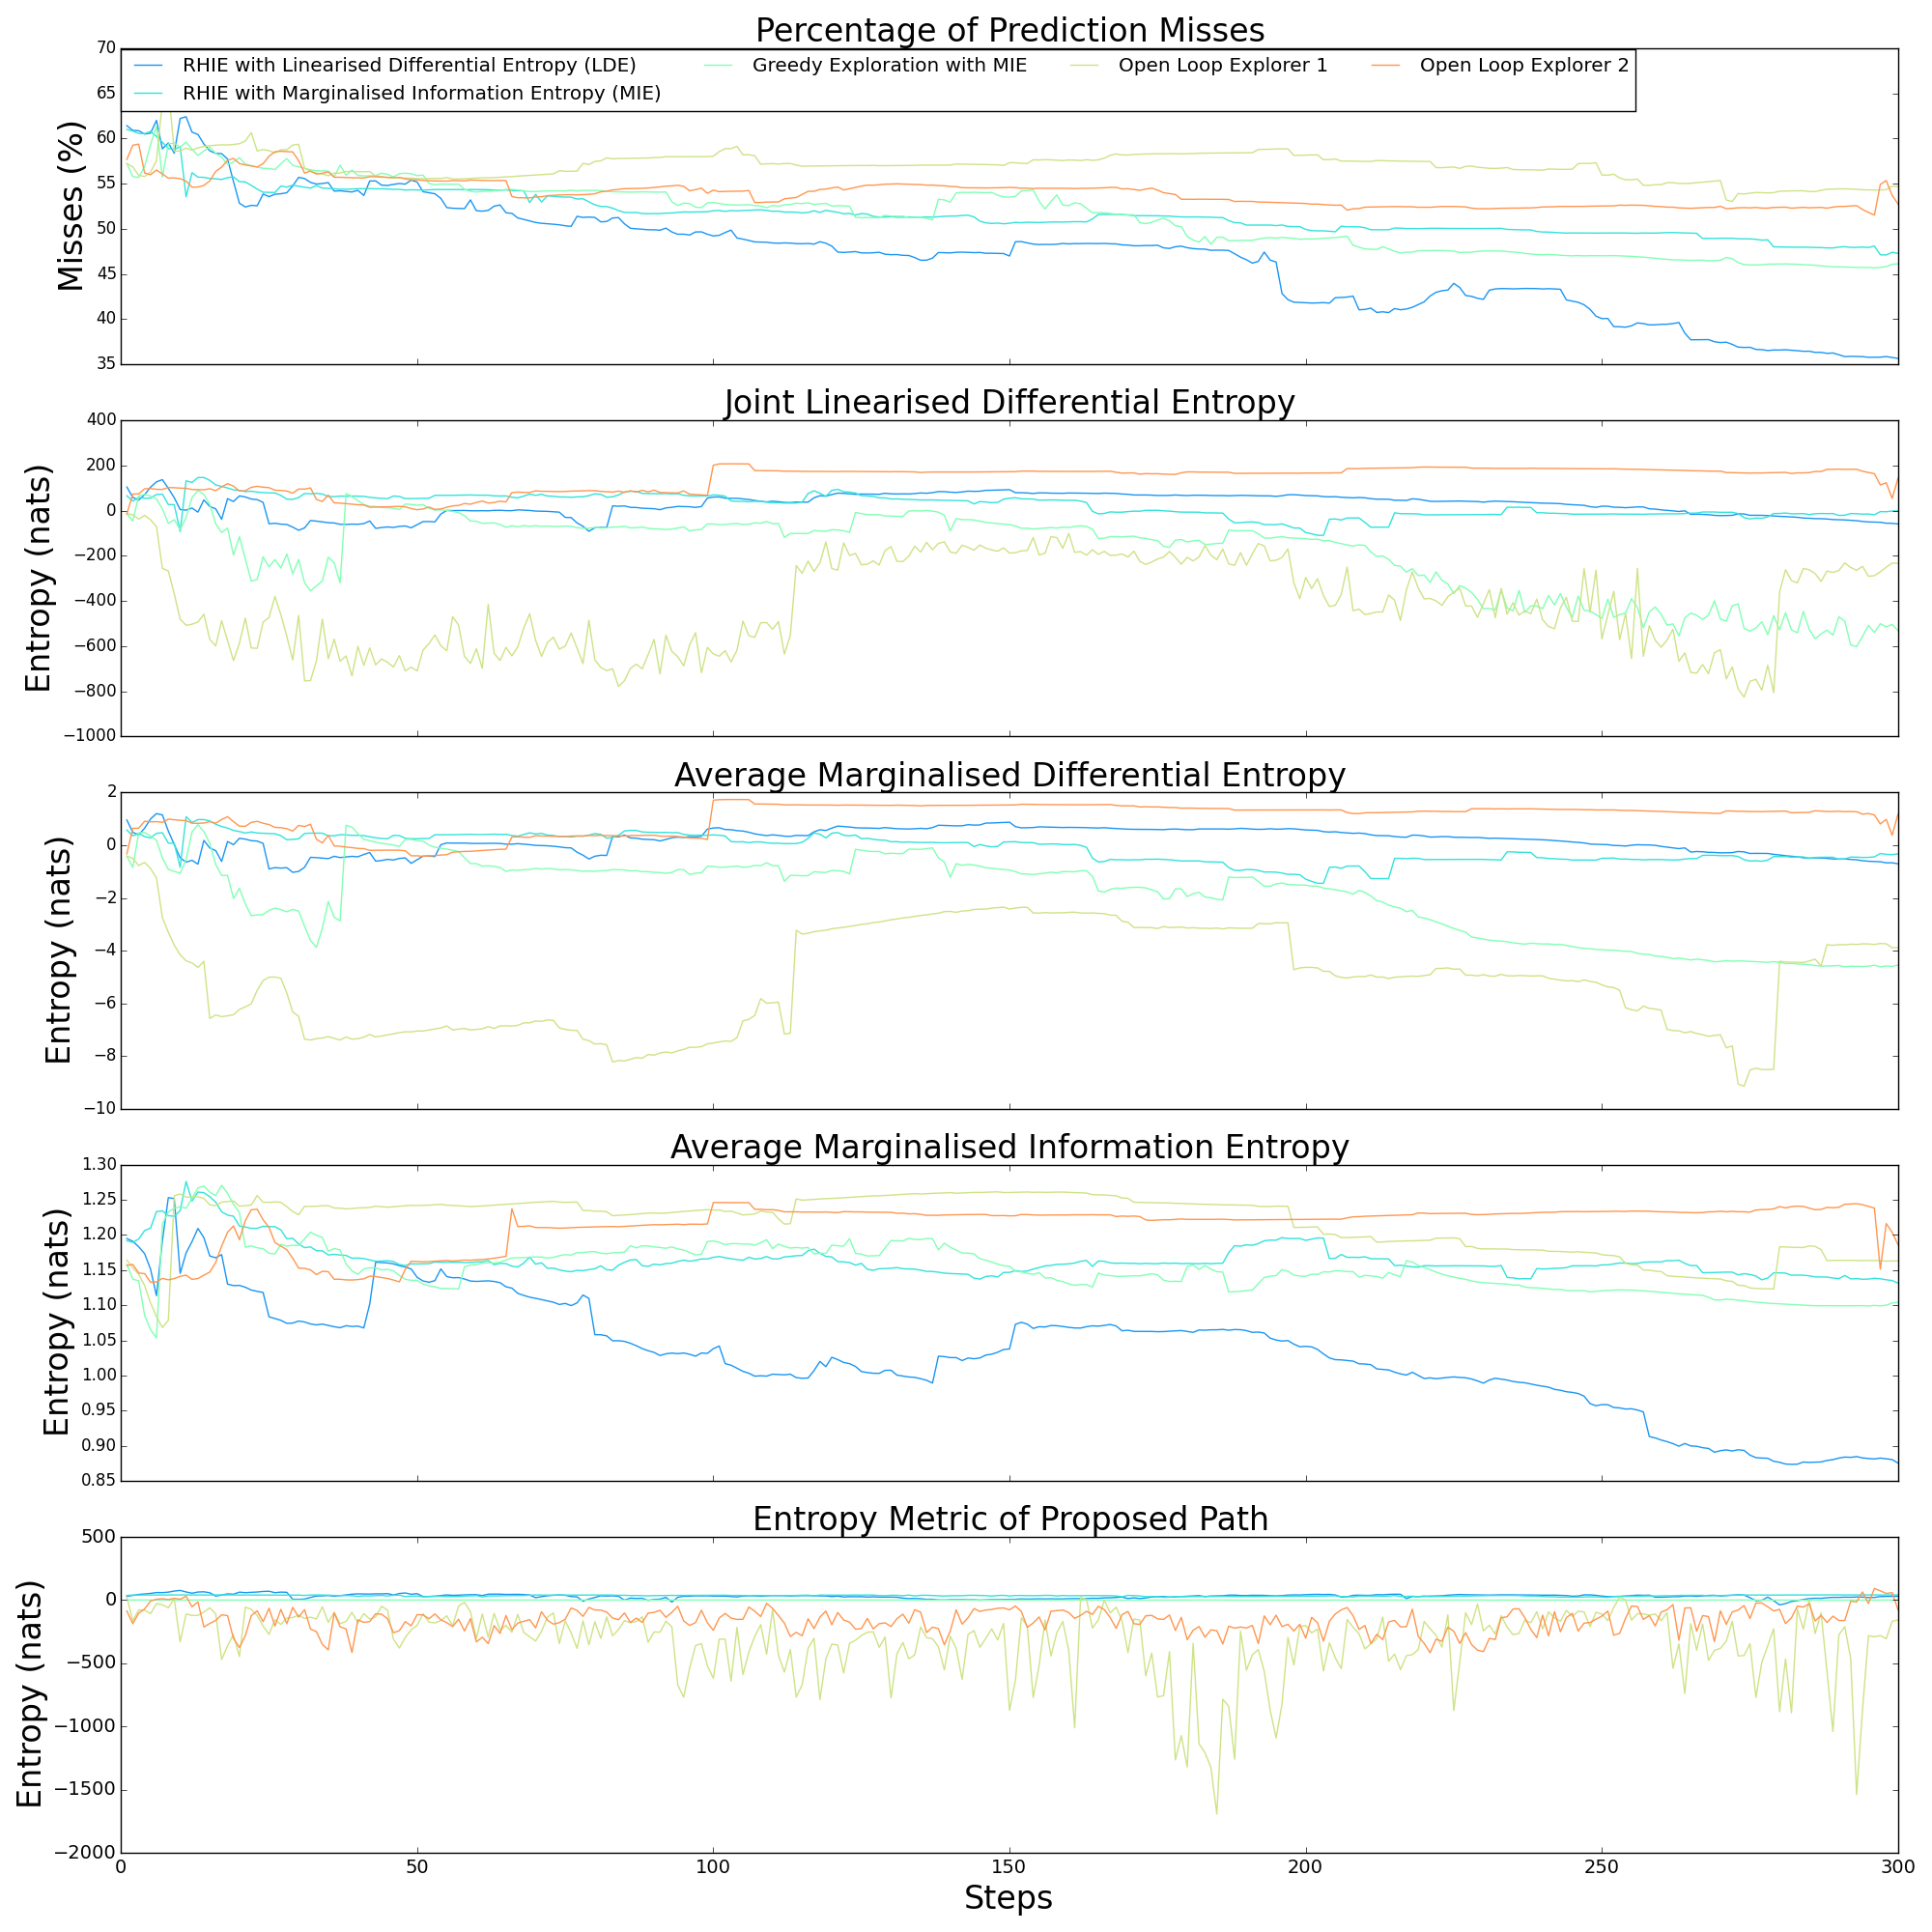 Percentage of Prediction Misses
RHIE with Linearised Differential Entropy (LDE) Greedy Exploration with MIE Open Loop Explorer 1 Open Loop Explorer 2
RHIE with Marginalised Information Entropy (MIE)
Misses (%)
70
65
60
55
50
45
40
35
Joint Linearised Differential Entropy
Entropy (nats)
400
200
0
−200
−400
−600
−800
−1000
Average Marginalised Differential Entropy
Entropy (nats)
2
0
−2
−4
−6
−8
−10
Average Marginalised Information Entropy
Entropy (nats)
1.30
1.25
1.20
1.15
1.10
1.05
1.00
0.95
0.90
0.85
Entropy Metric of Proposed Path
Entropy (nats)
500
0
−500
−1000
−1500
−2000
0 50 100 150 200 250 300
Steps